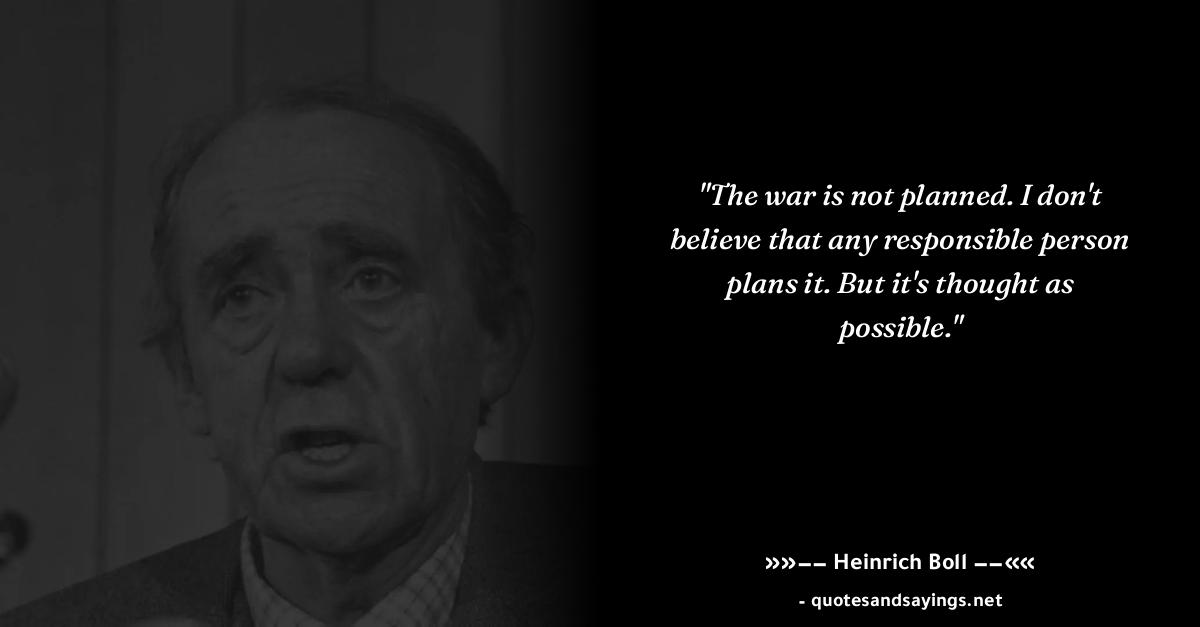 "The war is not planned. I don't
believe that any responsible person
plans it. But it's thought as
possible."
»»»–– Heinrich Boll ––«««
- quotesandsayings.net